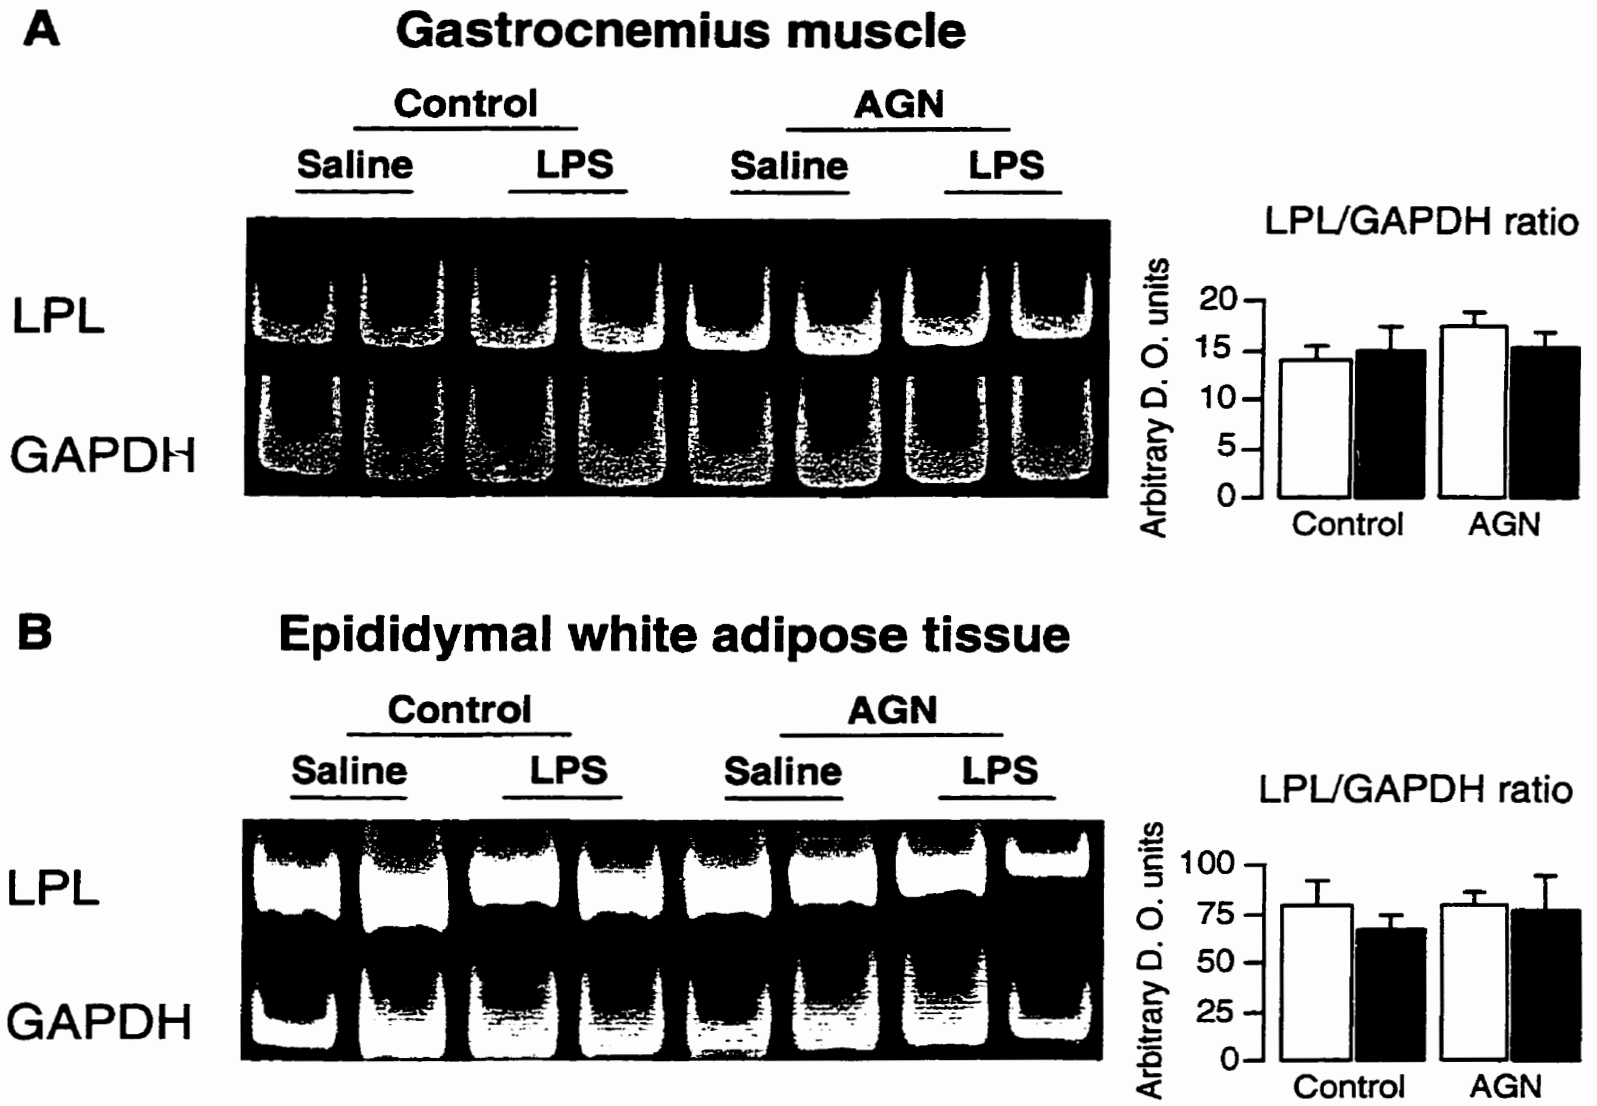 A
Gastrocnemius muscle
Control AGN
Saline LPS Saline LPS
LPL
GAPDH
LPL/GAPDH ratio
Arbitrary D. O. units
20
15
10
5
0
Control AGN
B
Epididymal white adipose tissue
Control AGN
Saline LPS Saline LPS
LPL
GAPDH
LPL/GAPDH ratio
Arbitrary D. O. units
100
75
50
25
0
Control AGN